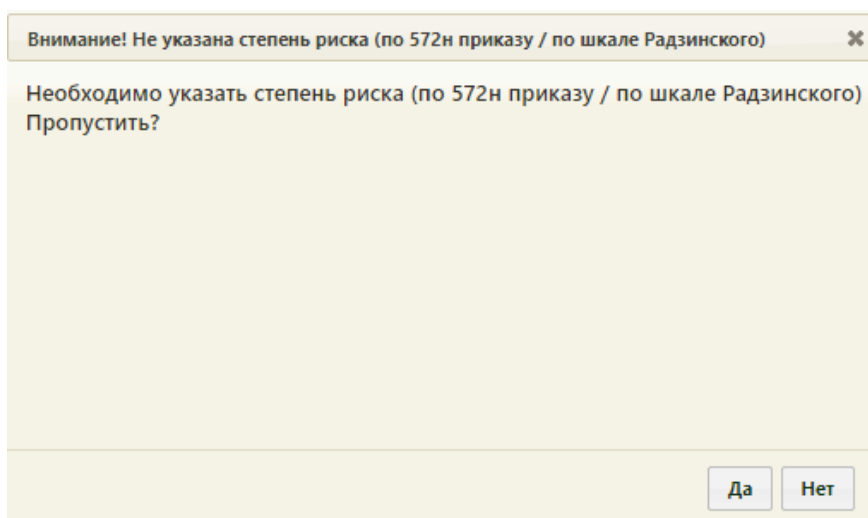 Внимание! Не указана степень риска (по 572н приказу / по шкале Радзинского)
Необходимо указать степень риска (по 572н приказу / по шкале Радзинского)
Пропустить?
Да Нет